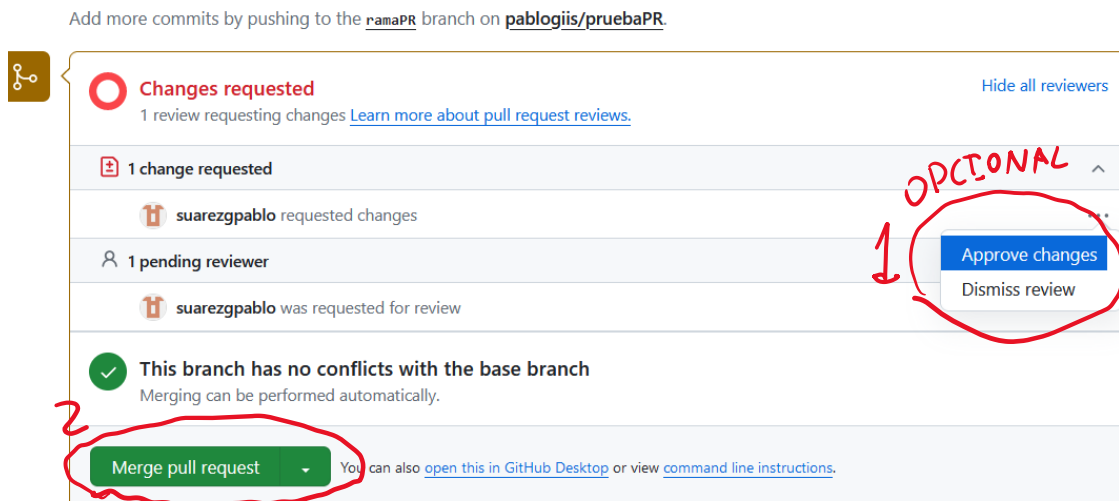 Add more commits by pushing to the ramaPR branch on pablogiis/pruebaPR.
Changes requested
Hide all reviewers
1 review requesting changes Learn more about pull request reviews.
1 change requested
OPCIONAL
suarezgpablo requested changes
1
Approve changes
1 pending reviewer
Dismiss review
suarezgpablo was requested for review
This branch has no conflicts with the base branch
Merging can be performed automatically.
2
Merge pull request
You can also open this in GitHub Desktop or view command line instructions.